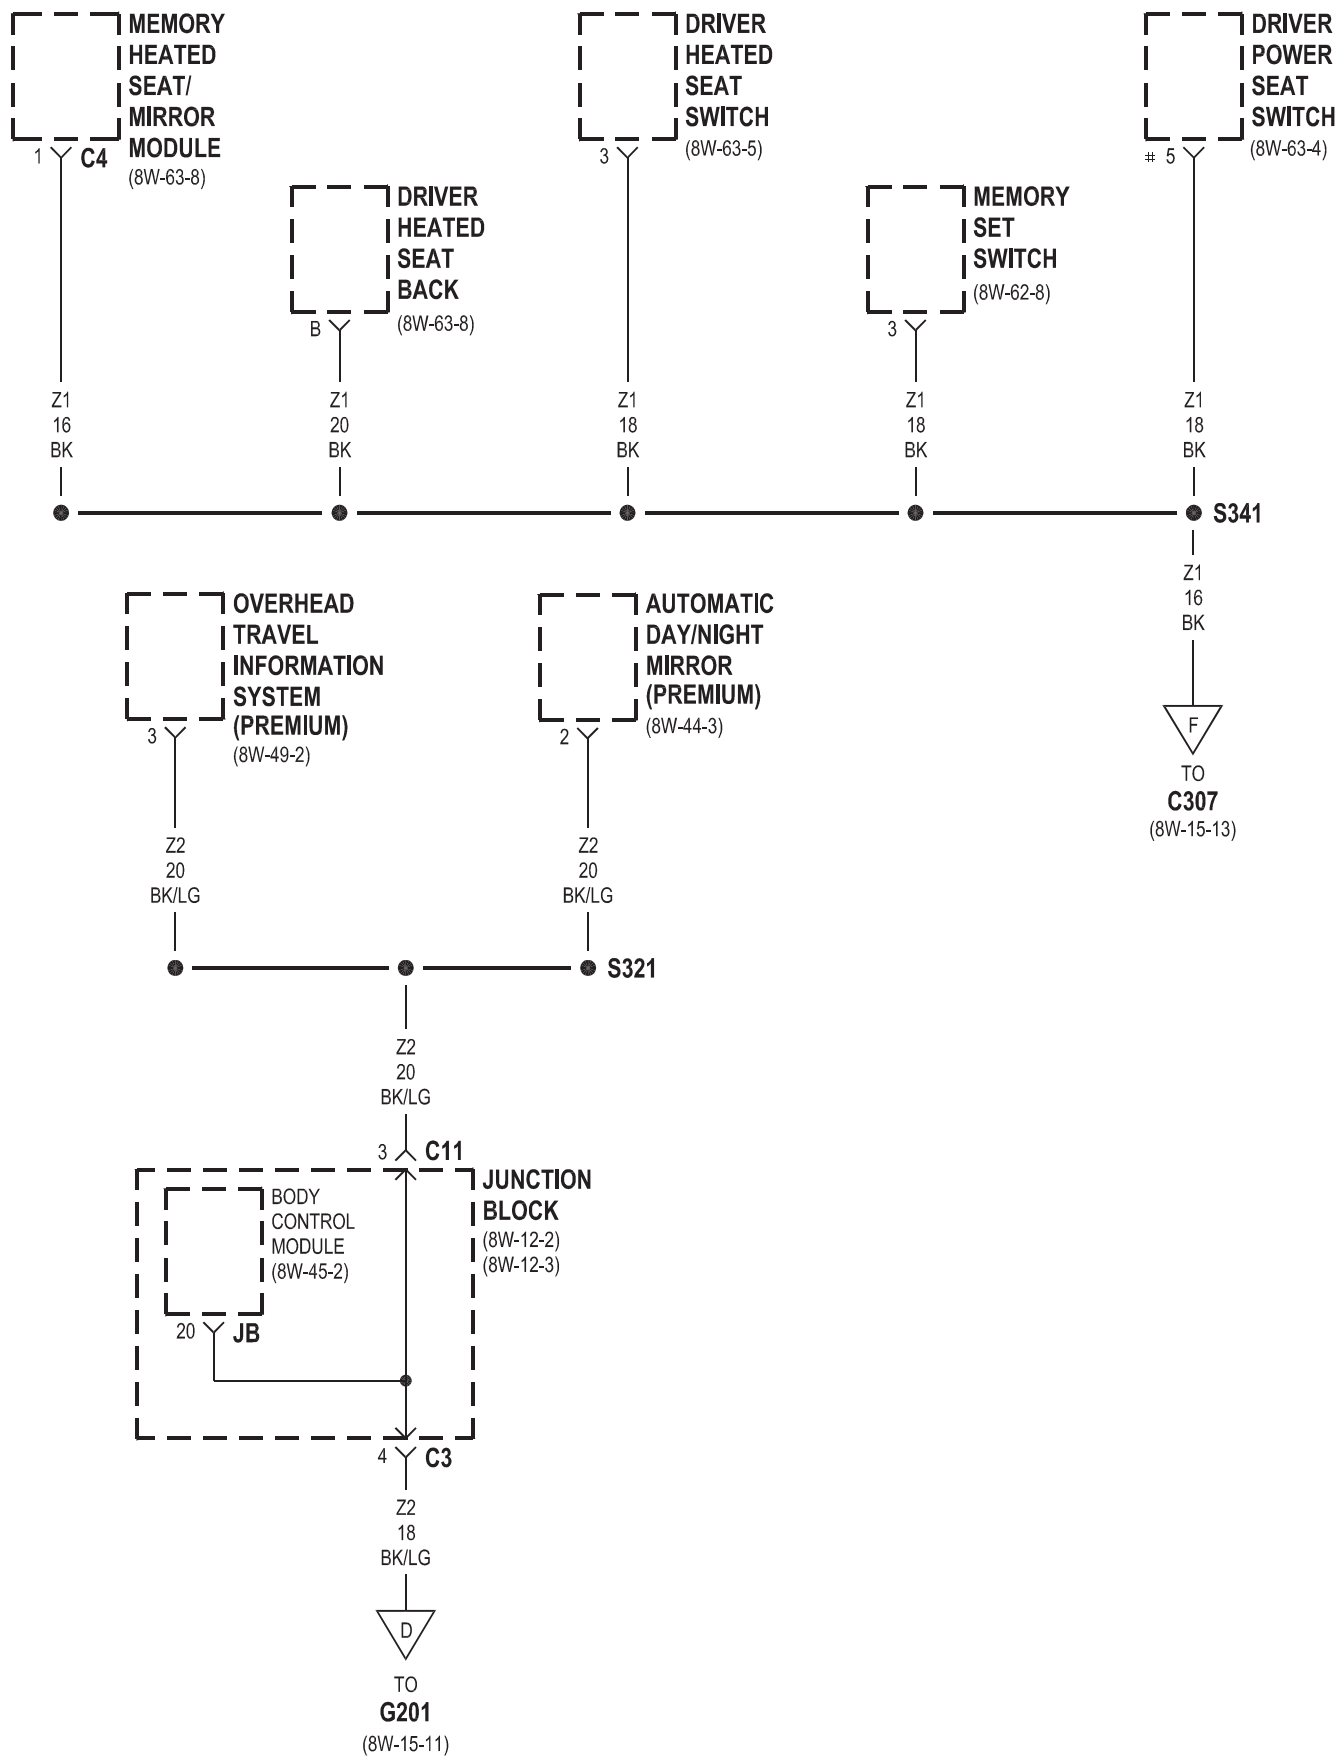 MEMORY
HEATED
SEAT/
MIRROR
MODULE
(8W-63-8)
1
C4
DRIVER
HEATED
SEAT
SWITCH
(8W-63-5)
3
DRIVER
POWER
SEAT
SWITCH
(8W-63-4)
# 5
DRIVER
HEATED
SEAT
BACK
(8W-63-8)
B
MEMORY
SET
SWITCH
(8W-62-8)
3
Z1
16
BK
Z1
20
BK
Z1
18
BK
Z1
18
BK
Z1
18
BK
S341
Z1
16
BK
F
TO
C307
(8W-15-13)
OVERHEAD
TRAVEL
INFORMATION
SYSTEM
(PREMIUM)
(8W-49-2)
3
AUTOMATIC
DAY/NIGHT
MIRROR
(PREMIUM)
(8W-44-3)
2
Z2
20
BK/LG
Z2
20
BK/LG
S321
Z2
20
BK/LG
3
C11
JUNCTION
BLOCK
(8W-12-2)
(8W-12-3)
BODY
CONTROL
MODULE
(8W-45-2)
20
JB
4
C3
Z2
18
BK/LG
D
TO
G201
(8W-15-11)